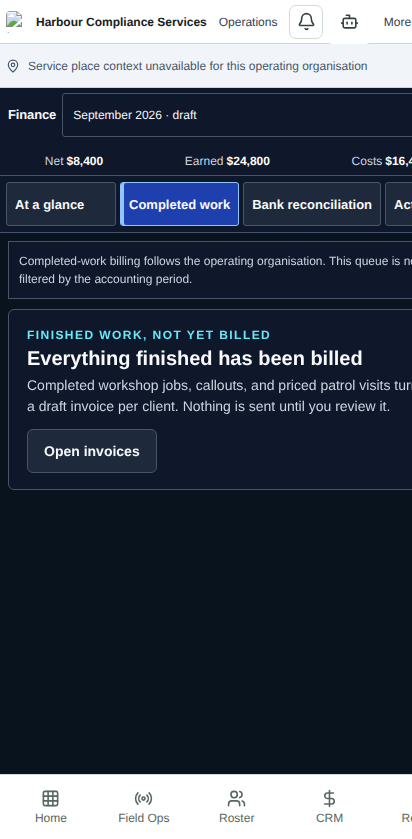 Harbour Compliance Services Operations More
Service place context unavailable for this operating organisation
Finance September 2026 · draft
Net $8,400 Earned $24,800 Costs $16,4
At a glance Completed work Bank reconciliation Ac
Completed-work billing follows the operating organisation. This queue is n
filtered by the accounting period.
FINISHED WORK, NOT YET BILLED
Everything finished has been billed
Completed workshop jobs, callouts, and priced patrol visits tur
a draft invoice per client. Nothing is sent until you review it.
Open invoices
Home Field Ops Roster CRM R